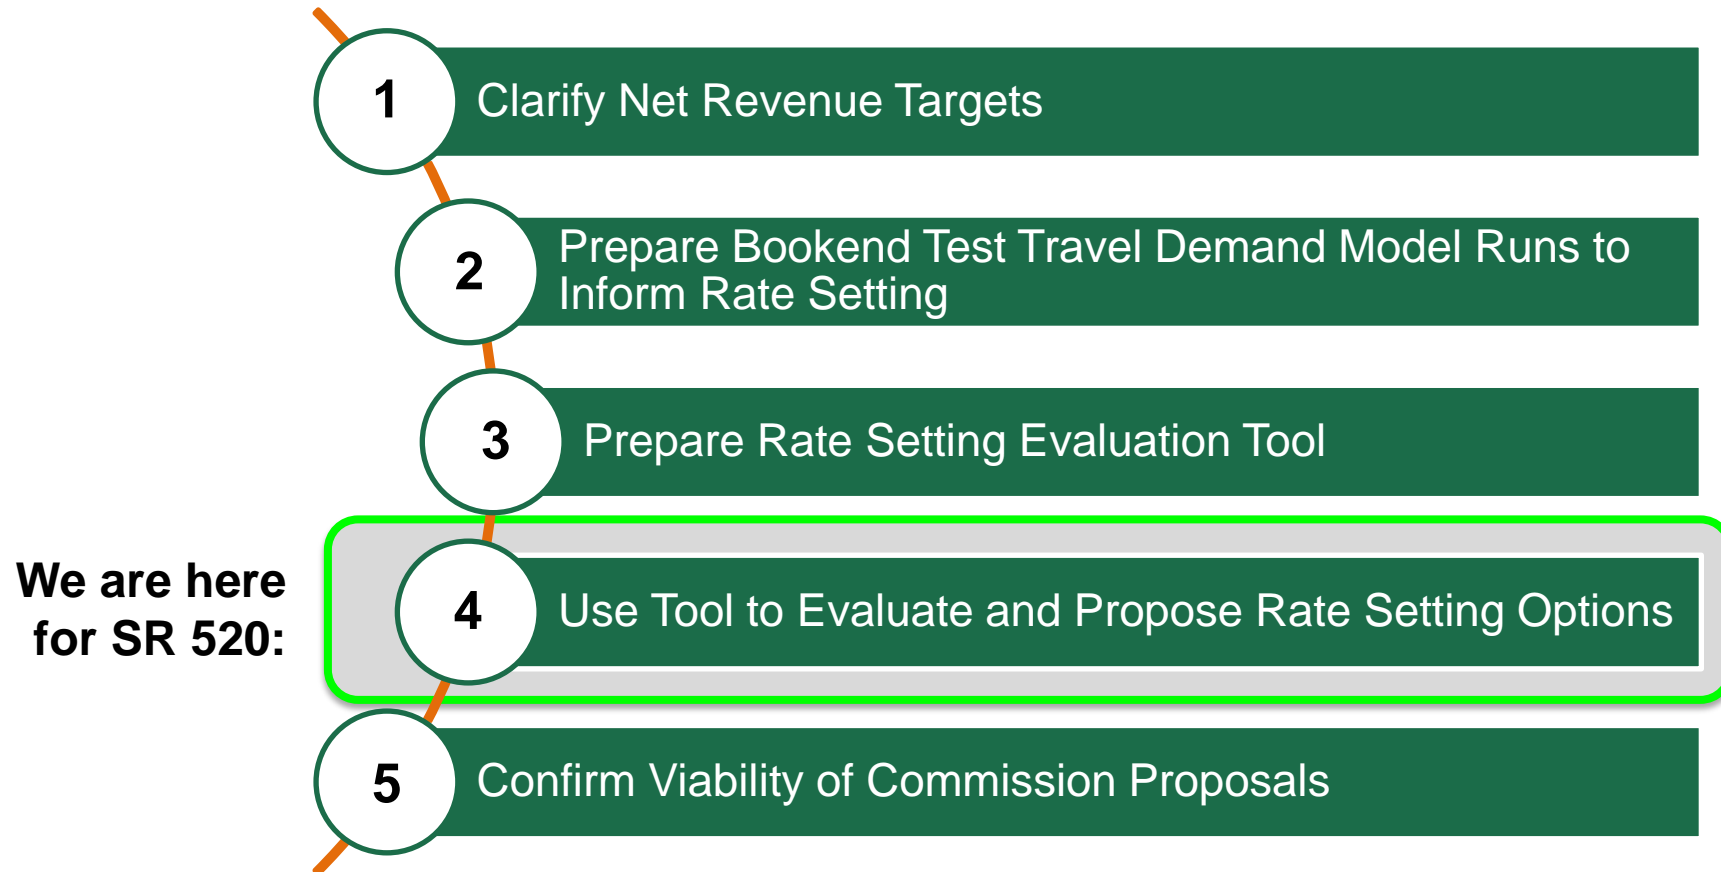 1
Clarify Net Revenue Targets
2
Prepare Bookend Test Travel Demand Model Runs to
Inform Rate Setting
3
Prepare Rate Setting Evaluation Tool
We are here
for SR 520:
4
Use Tool to Evaluate and Propose Rate Setting Options
5
Confirm Viability of Commission Proposals